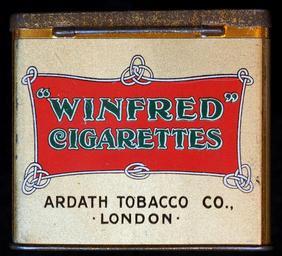 "WINFRED"
CIGARETTES
ARDATH TOBACCO CO.,
·LONDON·